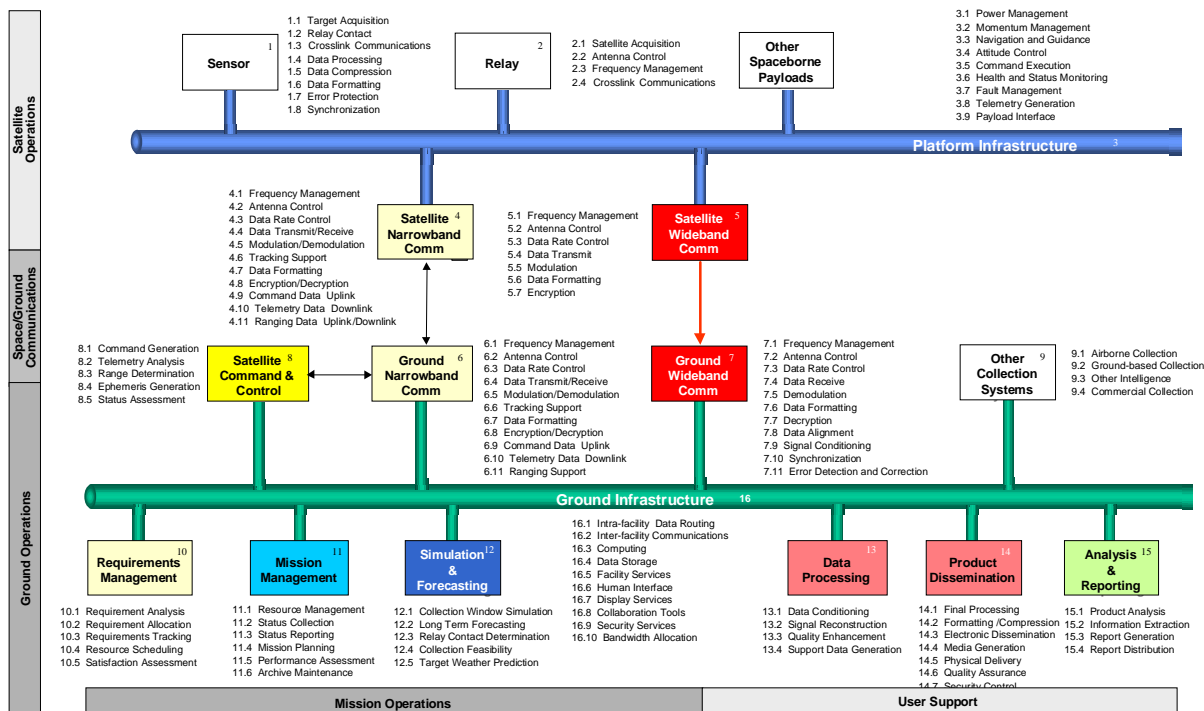 Satellite
Operations
Space/Ground
Communications
Ground Operations
1
Sensor
1.1 Target Acquisition
1.2 Relay Contact
1.3 Crosslink Communications
1.4 Data Processing
1.5 Data Compression
1.6 Data Formatting
1.7 Error Protection
1.8 Synchronization
2
Relay
2.1 Satellite Acquisition
2.2 Antenna Control
2.3 Frequency Management
2.4 Crosslink Communications
Other
Spaceborne
Payloads
3.1 Power Management
3.2 Momentum Management
3.3 Navigation and Guidance
3.4 Attitude Control
3.5 Command Execution
3.6 Health and Status Monitoring
3.7 Fault Management
3.8 Telemetry Generation
3.9 Payload Interface
Platform Infrastructure 3
4.1 Frequency Management
4.2 Antenna Control
4.3 Data Rate Control
4.4 Data Transmit/Receive
4.5 Modulation/Demodulation
4.6 Tracking Support
4.7 Data Formatting
4.8 Encryption/Decryption
4.9 Command Data Uplink
4.10 Telemetry Data Downlink
4.11 Ranging Data Uplink/Downlink
Satellite 4
Narrowband
Comm
5.1 Frequency Management
5.2 Antenna Control
5.3 Data Rate Control
5.4 Data Transmit
5.5 Modulation
5.6 Data Formatting
5.7 Encryption
Satellite 5
Wideband
Comm
8.1 Command Generation
8.2 Telemetry Analysis
8.3 Range Determination
8.4 Ephemeris Generation
8.5 Status Assessment
Satellite 8
Command &
Control
Ground 6
Narrowband
Comm
6.1 Frequency Management
6.2 Antenna Control
6.3 Data Rate Control
6.4 Data Transmit/Receive
6.5 Modulation/Demodulation
6.6 Tracking Support
6.7 Data Formatting
6.8 Encryption/Decryption
6.9 Command Data Uplink
6.10 Telemetry Data Downlink
6.11 Ranging Support
Ground 7
Wideband
Comm
7.1 Frequency Management
7.2 Antenna Control
7.3 Data Rate Control
7.4 Data Receive
7.5 Demodulation
7.6 Data Formatting
7.7 Decryption
7.8 Data Alignment
7.9 Signal Conditioning
7.10 Synchronization
7.11 Error Detection and Correction
Other 9
Collection
Systems
9.1 Airborne Collection
9.2 Ground-based Collection
9.3 Other Intelligence
9.4 Commercial Collection
Ground Infrastructure 16
10
Requirements
Management
10.1 Requirement Analysis
10.2 Requirement Allocation
10.3 Requirements Tracking
10.4 Resource Scheduling
10.5 Satisfaction Assessment
11
Mission
Management
11.1 Resource Management
11.2 Status Collection
11.3 Status Reporting
11.4 Mission Planning
11.5 Performance Assessment
11.6 Archive Maintenance
Simulation 12
&
Forecasting
12.1 Collection Window Simulation
12.2 Long Term Forecasting
12.3 Relay Contact Determination
12.4 Collection Feasibility
12.5 Target Weather Prediction
16.1 Intra-facility Data Routing
16.2 Inter-facility Communications
16.3 Computing
16.4 Data Storage
16.5 Facility Services
16.6 Human Interface
16.7 Display Services
16.8 Collaboration Tools
16.9 Security Services
16.10 Bandwidth Allocation
13
Data
Processing
13.1 Data Conditioning
13.2 Signal Reconstruction
13.3 Quality Enhancement
13.4 Support Data Generation
14
Product
Dissemination
14.1 Final Processing
14.2 Formatting /Compression
14.3 Electronic Dissemination
14.4 Media Generation
14.5 Physical Delivery
14.6 Quality Assurance
14.7 Security Control
Analysis 15
&
Reporting
15.1 Product Analysis
15.2 Information Extraction
15.3 Report Generation
15.4 Report Distribution
Mission Operations
User Support